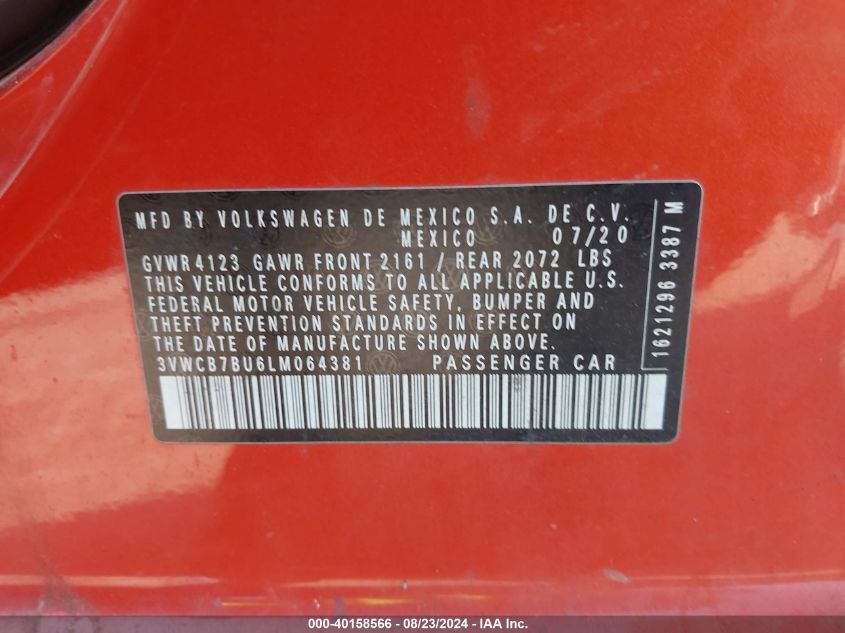 MFD BY VOLKSWAGEN DE MEXICO S.A. DE C.V.
MEXICO 07/20
GVWR 4123 GAWR FRONT 2161 / REAR 2072 LBS
THIS VEHICLE CONFORMS TO ALL APPLICABLE U.S.
FEDERAL MOTOR VEHICLE SAFETY, BUMPER AND
THEFT PREVENTION STANDARDS IN EFFECT ON
THE DATE OF MANUFACTURE SHOWN ABOVE.
3VWCB7BU6LM064381 PASSENGER CAR
1621296 3387 M
000-40158566 - 08/23/2024 - IAA Inc.